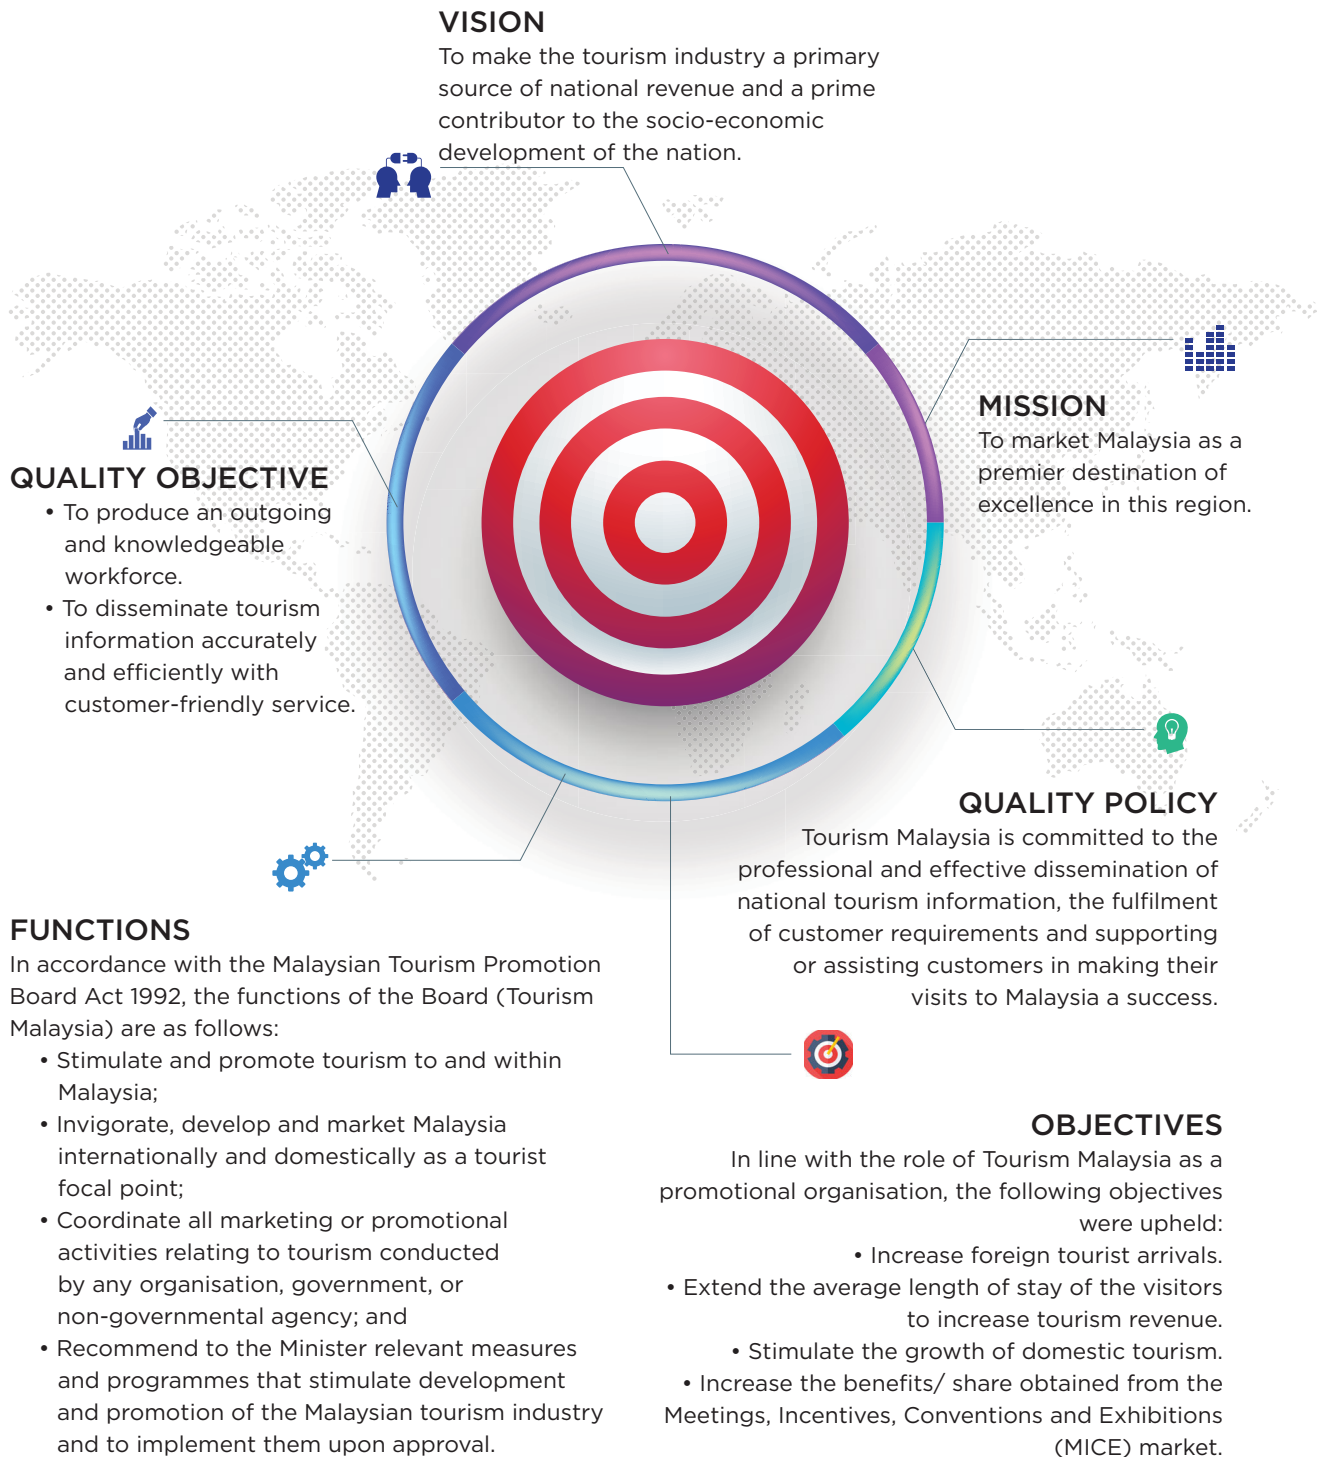 VISION
To make the tourism industry a primary
source of national revenue and a prime
contributor to the socio-economic
development of the nation.
MISSION
To market Malaysia as a
premier destination of
excellence in this region.
QUALITY OBJECTIVE
• To produce an outgoing
and knowledgeable
workforce.
• To disseminate tourism
information accurately
and efficiently with
customer-friendly service.
QUALITY POLICY
Tourism Malaysia is committed to the
professional and effective dissemination of
national tourism information, the fulfilment
of customer requirements and supporting
or assisting customers in making their
visits to Malaysia a success.
FUNCTIONS
In accordance with the Malaysian Tourism Promotion
Board Act 1992, the functions of the Board (Tourism
Malaysia) are as follows:
• Stimulate and promote tourism to and within
Malaysia;
• Invigorate, develop and market Malaysia
internationally and domestically as a tourist
focal point;
• Coordinate all marketing or promotional
activities relating to tourism conducted
by any organisation, government, or
non-governmental agency; and
• Recommend to the Minister relevant measures
and programmes that stimulate development
and promotion of the Malaysian tourism industry
and to implement them upon approval.
OBJECTIVES
In line with the role of Tourism Malaysia as a
promotional organisation, the following objectives
were upheld:
• Increase foreign tourist arrivals.
• Extend the average length of stay of the visitors
to increase tourism revenue.
• Stimulate the growth of domestic tourism.
• Increase the benefits/ share obtained from the
Meetings, Incentives, Conventions and Exhibitions
(MICE) market.